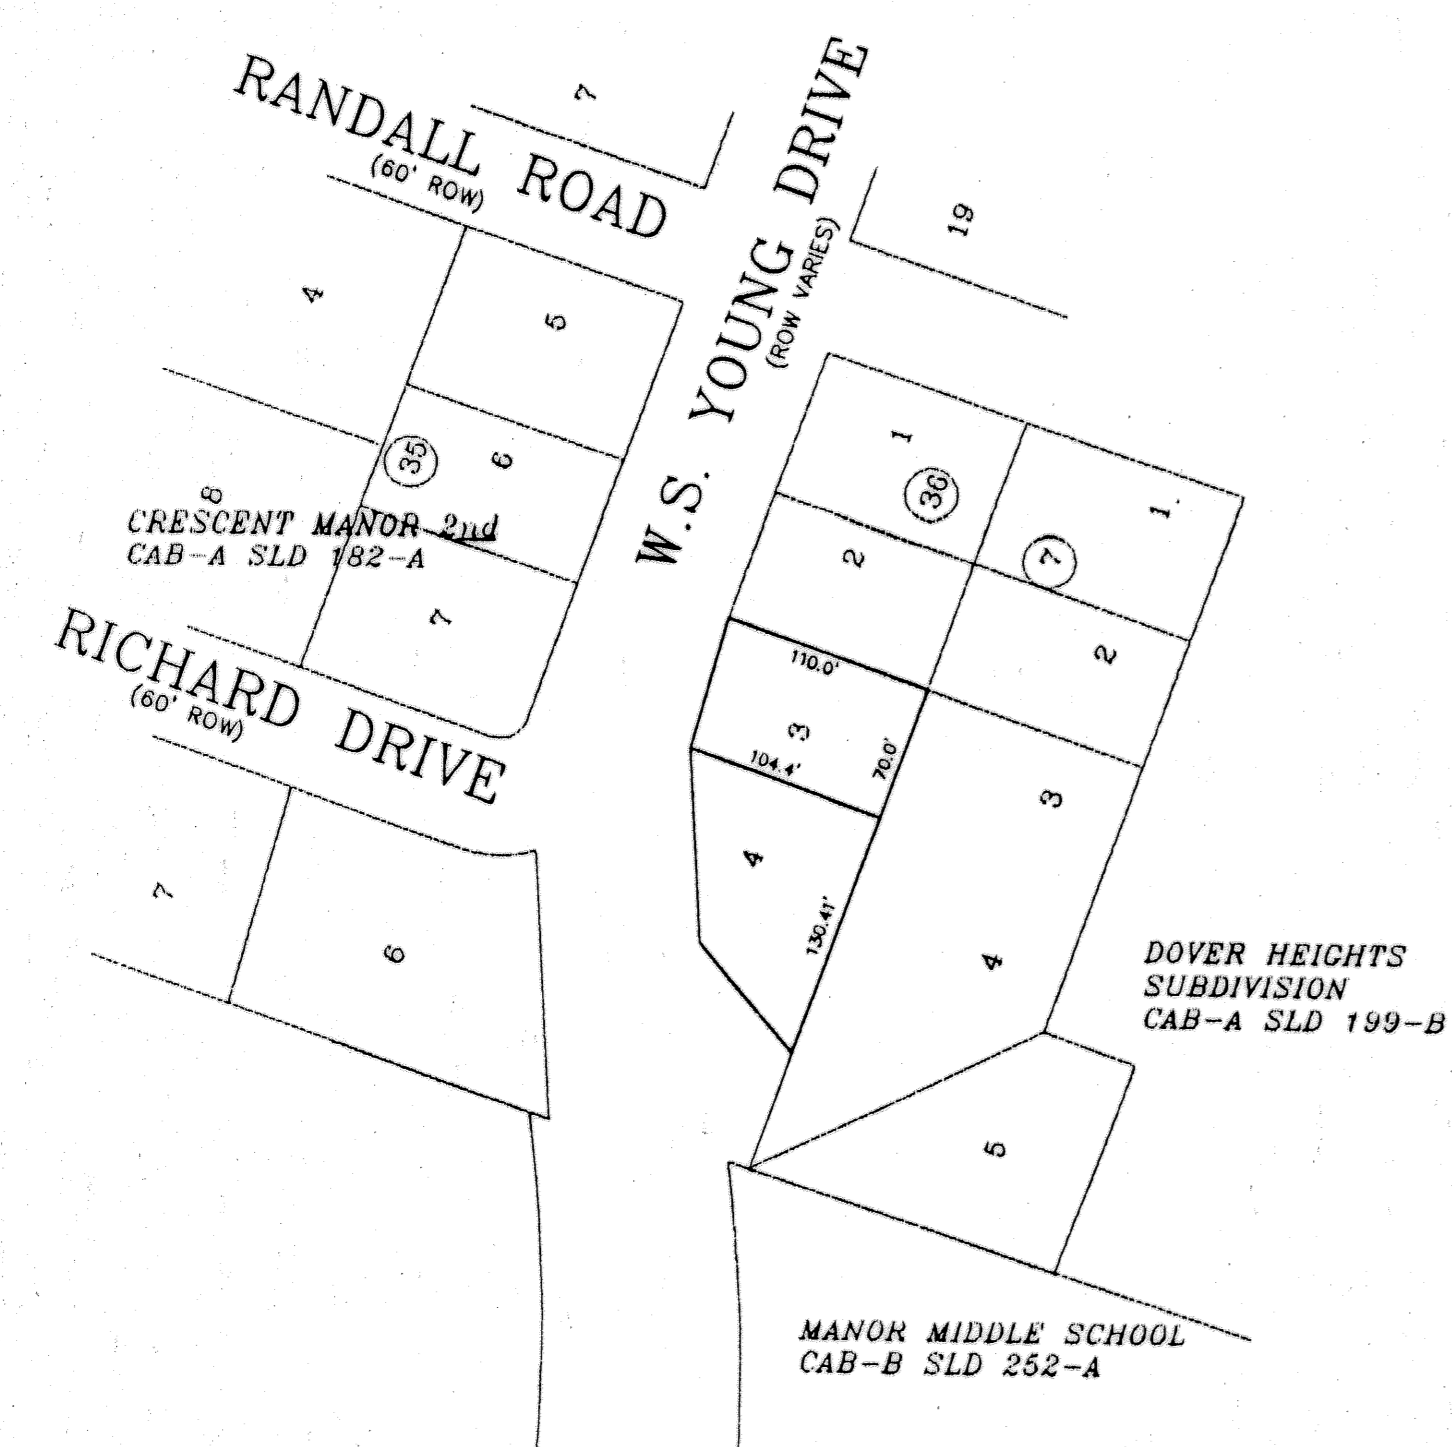 7
RANDALL ROAD
(60' ROW)
W.S. YOUNG DRIVE
(ROW VARIES)
19
4
5
1
36
1.
35
6
8
CRESCENT MANOR 2nd
CAB-A SLD 182-A
2
7
7
2
RICHARD DRIVE
(60' ROW)
110.0'
3
104.4'
70.0'
3
4
7
6
130.41'
4
DOVER HEIGHTS
SUBDIVISION
CAB-A SLD 199-B
5
MANOR MIDDLE SCHOOL
CAB-B SLD 252-A